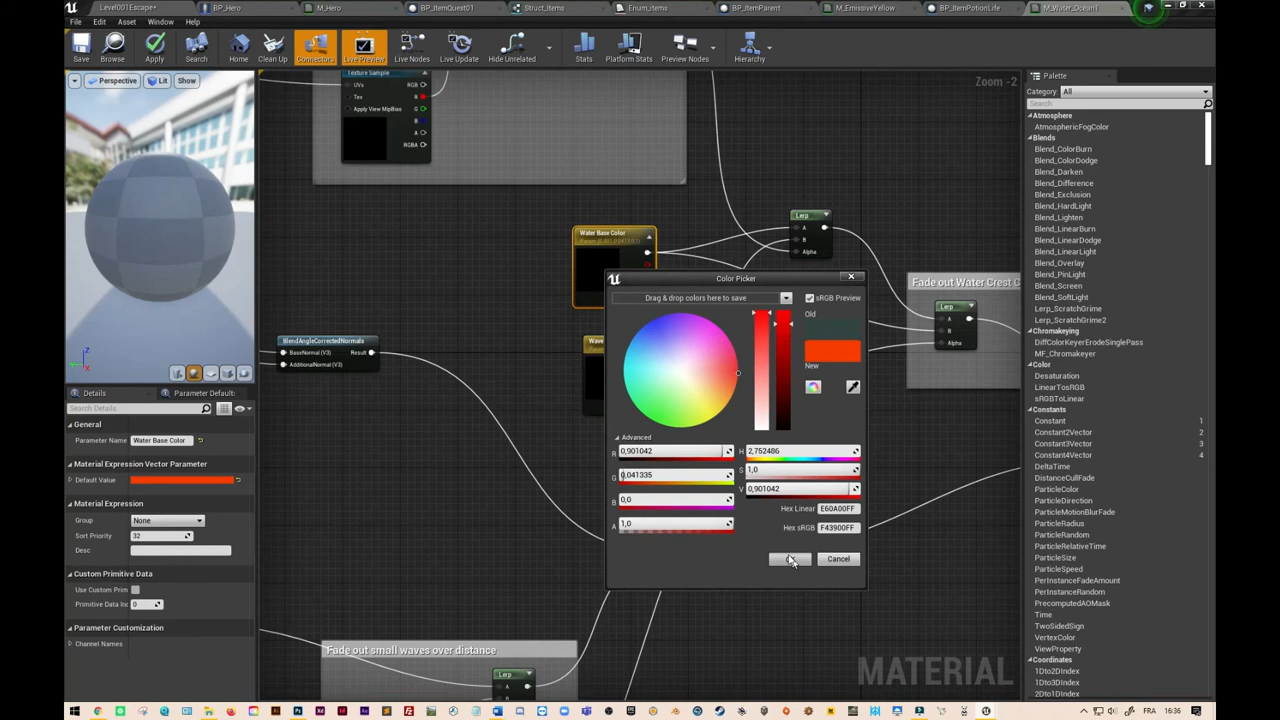 Level001Escape*
BP_Hero
M_Hero
BP_ItemQuest01
Struct_Items
Enum_items
BP_ItemParent
M_EmissiveYellow
BP_ItemPotionLife
M_Water_Ocean1
File Edit Asset Window Help
Save
Browse
Apply
Search
Home
Clean Up
Connectors
Live Preview
Live Nodes
Live Update
Hide Unrelated
Stats
Platform Stats
Preview Nodes
Hierarchy
Perspective
Lit
Show
Z
X
Details
Parameter Default:
Search Details
General
Parameter Name
Water Base Color
Material Expression Vector Parameter
Default Value
Material Expression
Group
None
Sort Priority
32
Desc
Custom Primitive Data
Use Custom Prim
Primitive Data Inc
0
Parameter Customization
Channel Names
Zoom -2
Texture Sample
UVs
Tex
Apply View MipBias
RGB
R
G
B
A
RGBA
Water Base Color
Lerp
A
B
Alpha
Fade out Water Crest C
Lerp
A
B
Alpha
BlendAngleCorrectedNormals
BaseNormal (V3)
AdditionalNormal (V3)
Result
Wave
Fade out small waves over distance
Lerp
A
MATERIAL
Color Picker
Drag & drop colors here to save
sRGB Preview
Old
New
Advanced
R
0,901042
G
0,041335
B
0,0
A
1,0
H
2,752486
S
1,0
V
0,901042
Hex Linear
E60A00FF
Hex sRGB
F43900FF
Cancel
Palette
Category:
All
Search
Atmosphere
AtmosphericFogColor
Blends
Blend_ColorBurn
Blend_ColorDodge
Blend_Darken
Blend_Difference
Blend_Exclusion
Blend_HardLight
Blend_Lighten
Blend_LinearBurn
Blend_LinearDodge
Blend_LinearLight
Blend_Overlay
Blend_PinLight
Blend_Screen
Blend_SoftLight
Lerp_ScratchGrime
Lerp_ScratchGrime2
Chromakeying
DiffColorKeyerErodeSinglePass
MF_Chromakeyer
Color
Desaturation
LinearTosRGB
sRGBToLinear
Constants
Constant
1
Constant2Vector
2
Constant3Vector
3
Constant4Vector
4
DeltaTime
DistanceCullFade
ParticleColor
ParticleDirection
ParticleMotionBlurFade
ParticleRadius
ParticleRandom
ParticleRelativeTime
ParticleSize
ParticleSpeed
PerInstanceFadeAmount
PerInstanceRandom
PrecomputedAOMask
Time
TwoSidedSign
VertexColor
ViewProperty
Coordinates
1Dto2DIndex
1Dto3DIndex
2Dto1DIndex
FRA
16:36